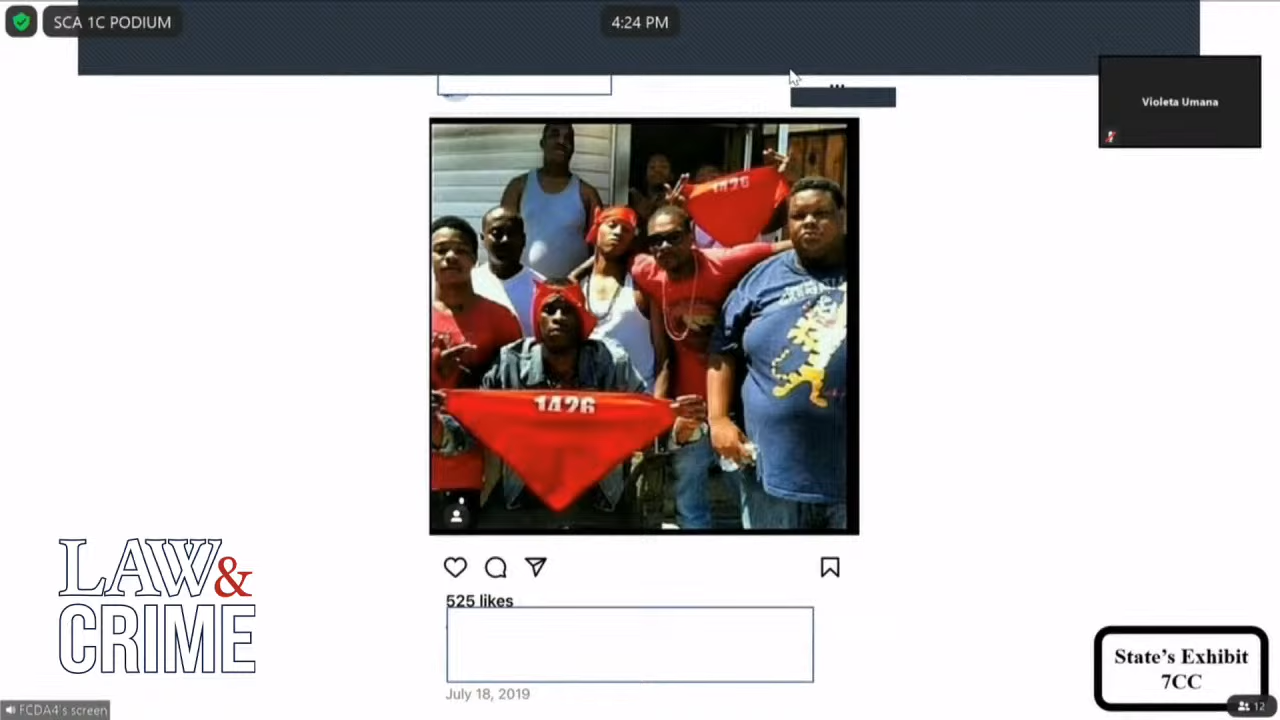 SCA 1C PODIUM
4:24 PM
Violeta Umana
1426
1426
525 likes
July 18, 2019
LAW&
CRIME
State's Exhibit
7CC
FCDA4's screen
12